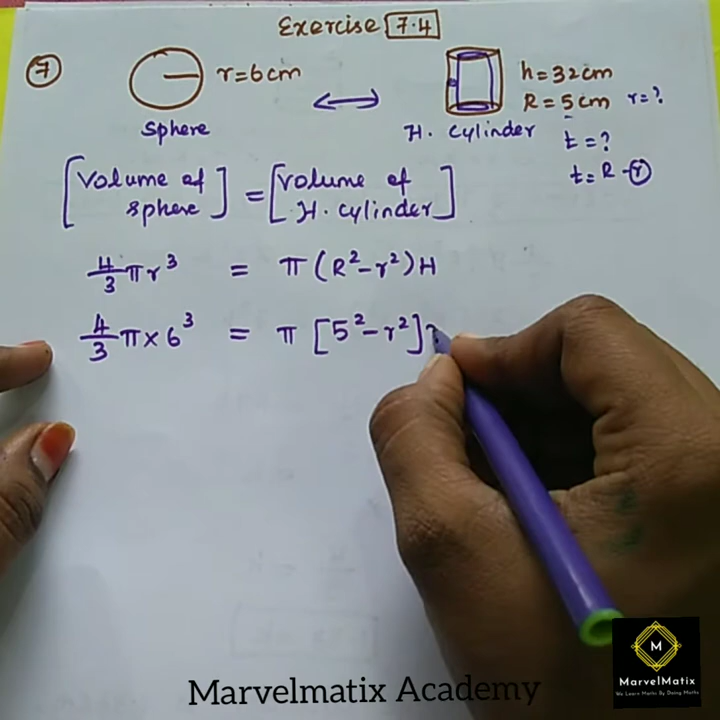 Exercise 7.4
7 r=6cm h=32cm
R=5cm r=?
Sphere H. cylinder t=?
t=R-r
[Volume of sphere] = [Volume of H. cylinder]
4/3 πr³ = π(R²-r²)H
4/3 π×6³ = π[5²-r²]
M
MarvelMatix
We Learn Maths By Doing Maths
Marvelmatix Academy